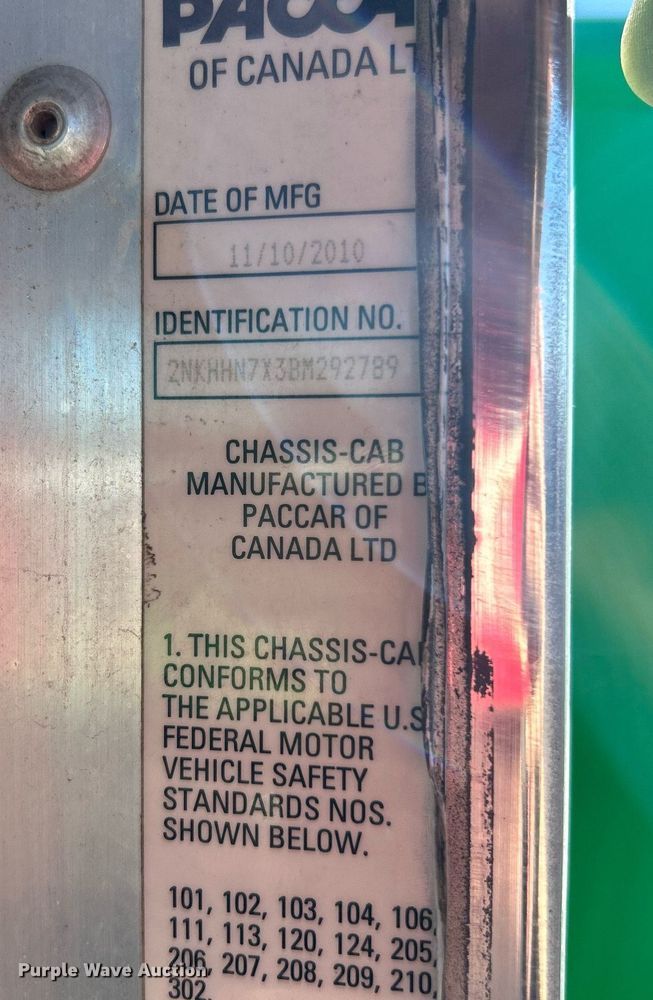 PACCA
OF CANADA LT
DATE OF MFG
11/10/2010
IDENTIFICATION NO.
2NKHHN7X3BM292789
CHASSIS-CAB
MANUFACTURED B
PACCAR OF
CANADA LTD
1. THIS CHASSIS-CA
CONFORMS TO
THE APPLICABLE U.S
FEDERAL MOTOR
VEHICLE SAFETY
STANDARDS NOS.
SHOWN BELOW.
101, 102, 103, 104, 106,
111, 113, 120, 124, 205,
206, 207, 208, 209, 210,
302.
Purple Wave Auction